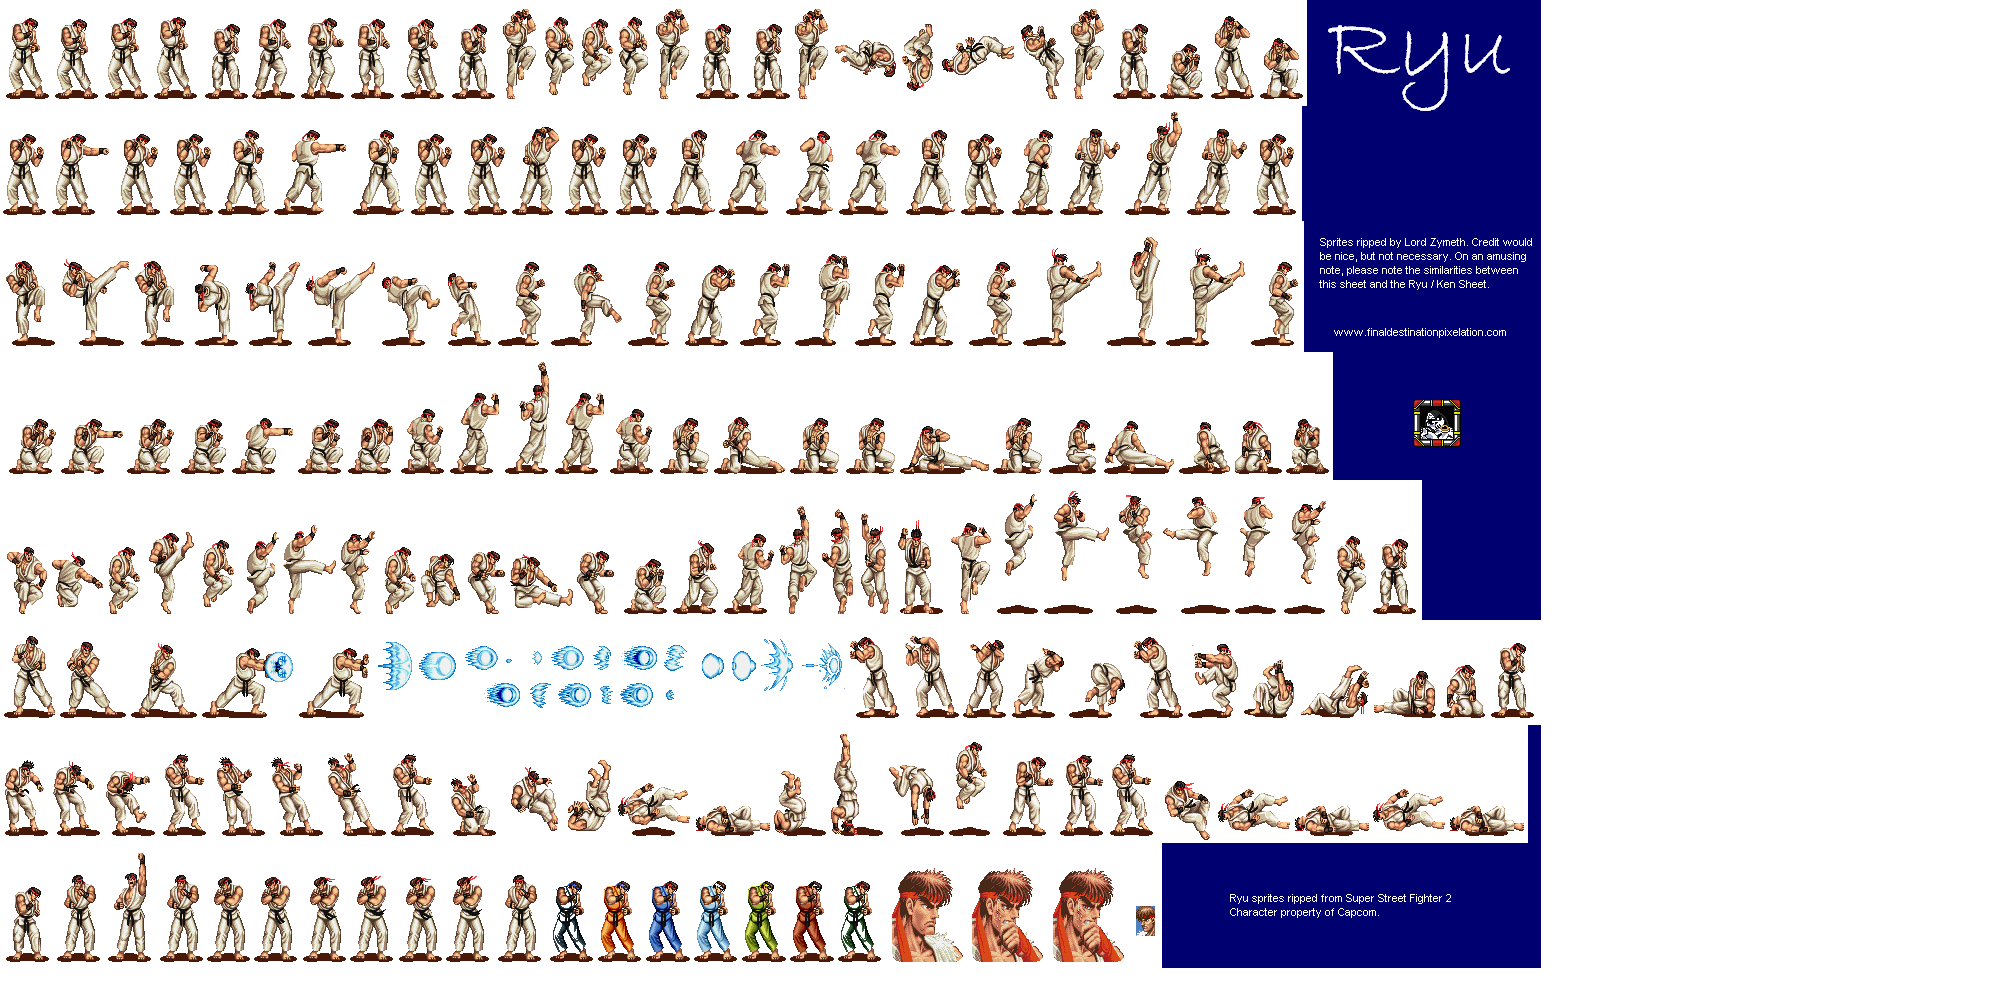 Ryu
Sprites ripped by Lord Zymeth. Credit would
be nice, but not necessary. On an amusing
note, please note the similarities between
this sheet and the Ryu / Ken Sheet.
www.finaldestinationpixelation.com
Ryu sprites ripped from Super Street Fighter 2
Character property of Capcom.